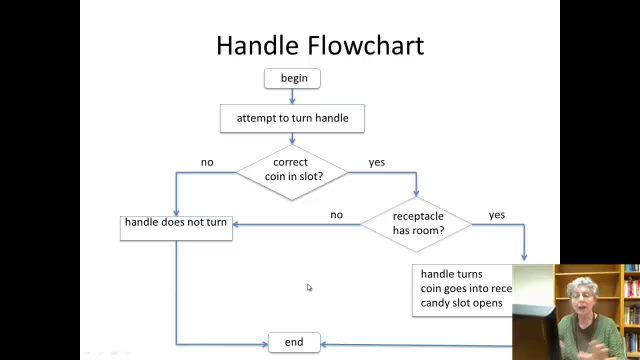 Handle Flowchart
begin
attempt to turn handle
no
correct
coin in slot?
yes
handle does not turn
no
receptacle
has room?
yes
handle turns
coin goes into rece
candy slot opens
end